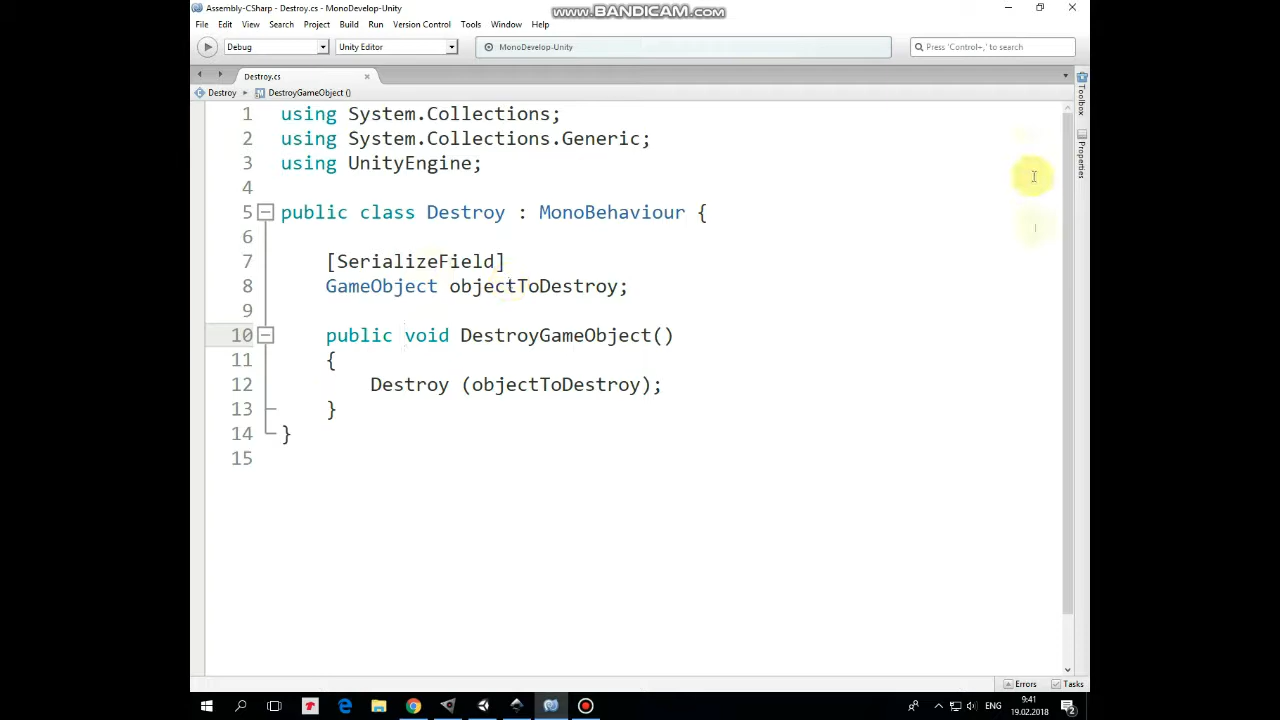 Assembly-CSharp - Destroy.cs - MonoDevelop-Unity
www.BANDICAM.com
File Edit View Search Project Build Run Version Control Tools Window Help
Debug Unity Editor MonoDevelop-Unity Press 'Control+,' to search
Destroy.cs
Destroy DestroyGameObject ()
Toolbox
Properties
1 using System.Collections;
2 using System.Collections.Generic;
3 using UnityEngine;
4
5 public class Destroy : MonoBehaviour {
6
7 [SerializeField]
8 GameObject objectToDestroy;
9
10 public void DestroyGameObject()
11 {
12 Destroy (objectToDestroy);
13 }
14 }
15
Errors Tasks
ENG 9:41
19.02.2018 2